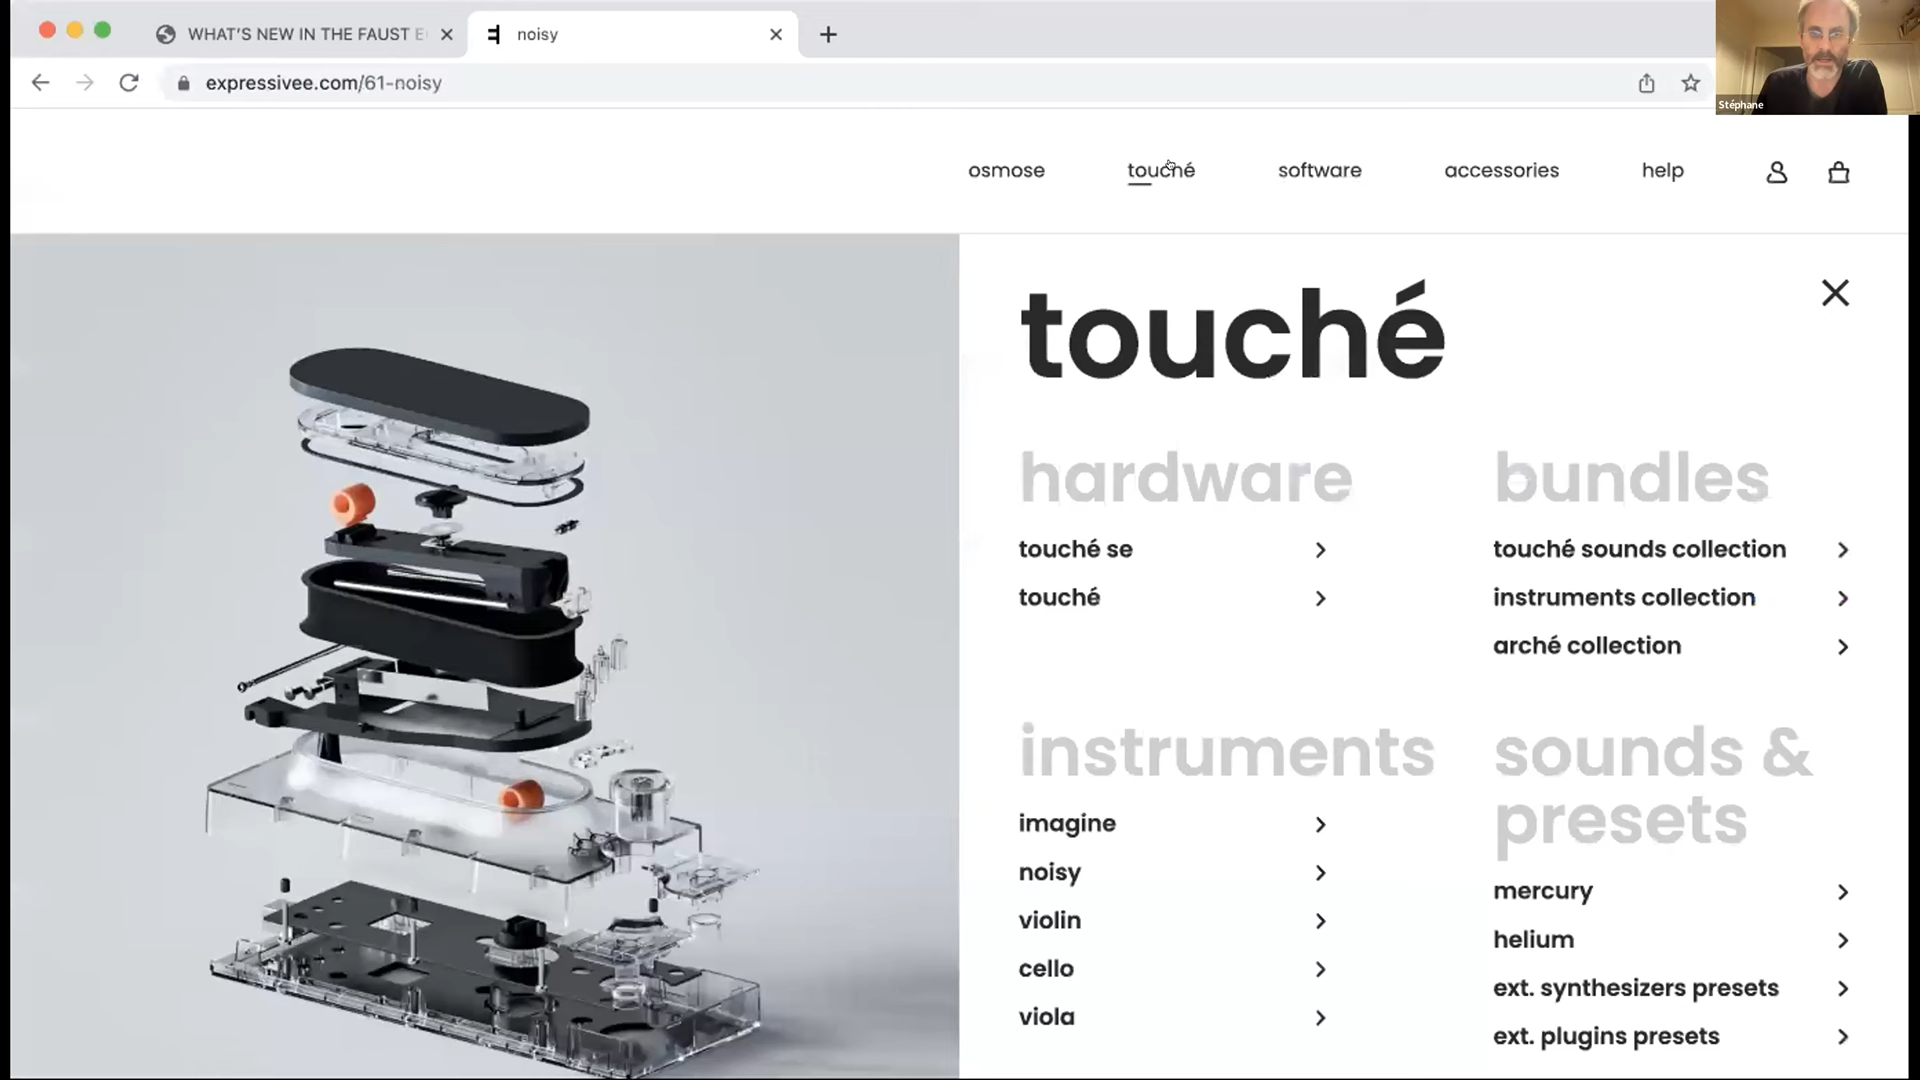 WHAT'S NEW IN THE FAUST E
noisy
expressivee.com/61-noisy
Stéphane
osmose
touché
software
accessories
help
touché
hardware
touché se
touché
bundles
touché sounds collection
instruments collection
arché collection
instruments
imagine
noisy
violin
cello
viola
sounds &
presets
mercury
helium
ext. synthesizers presets
ext. plugins presets